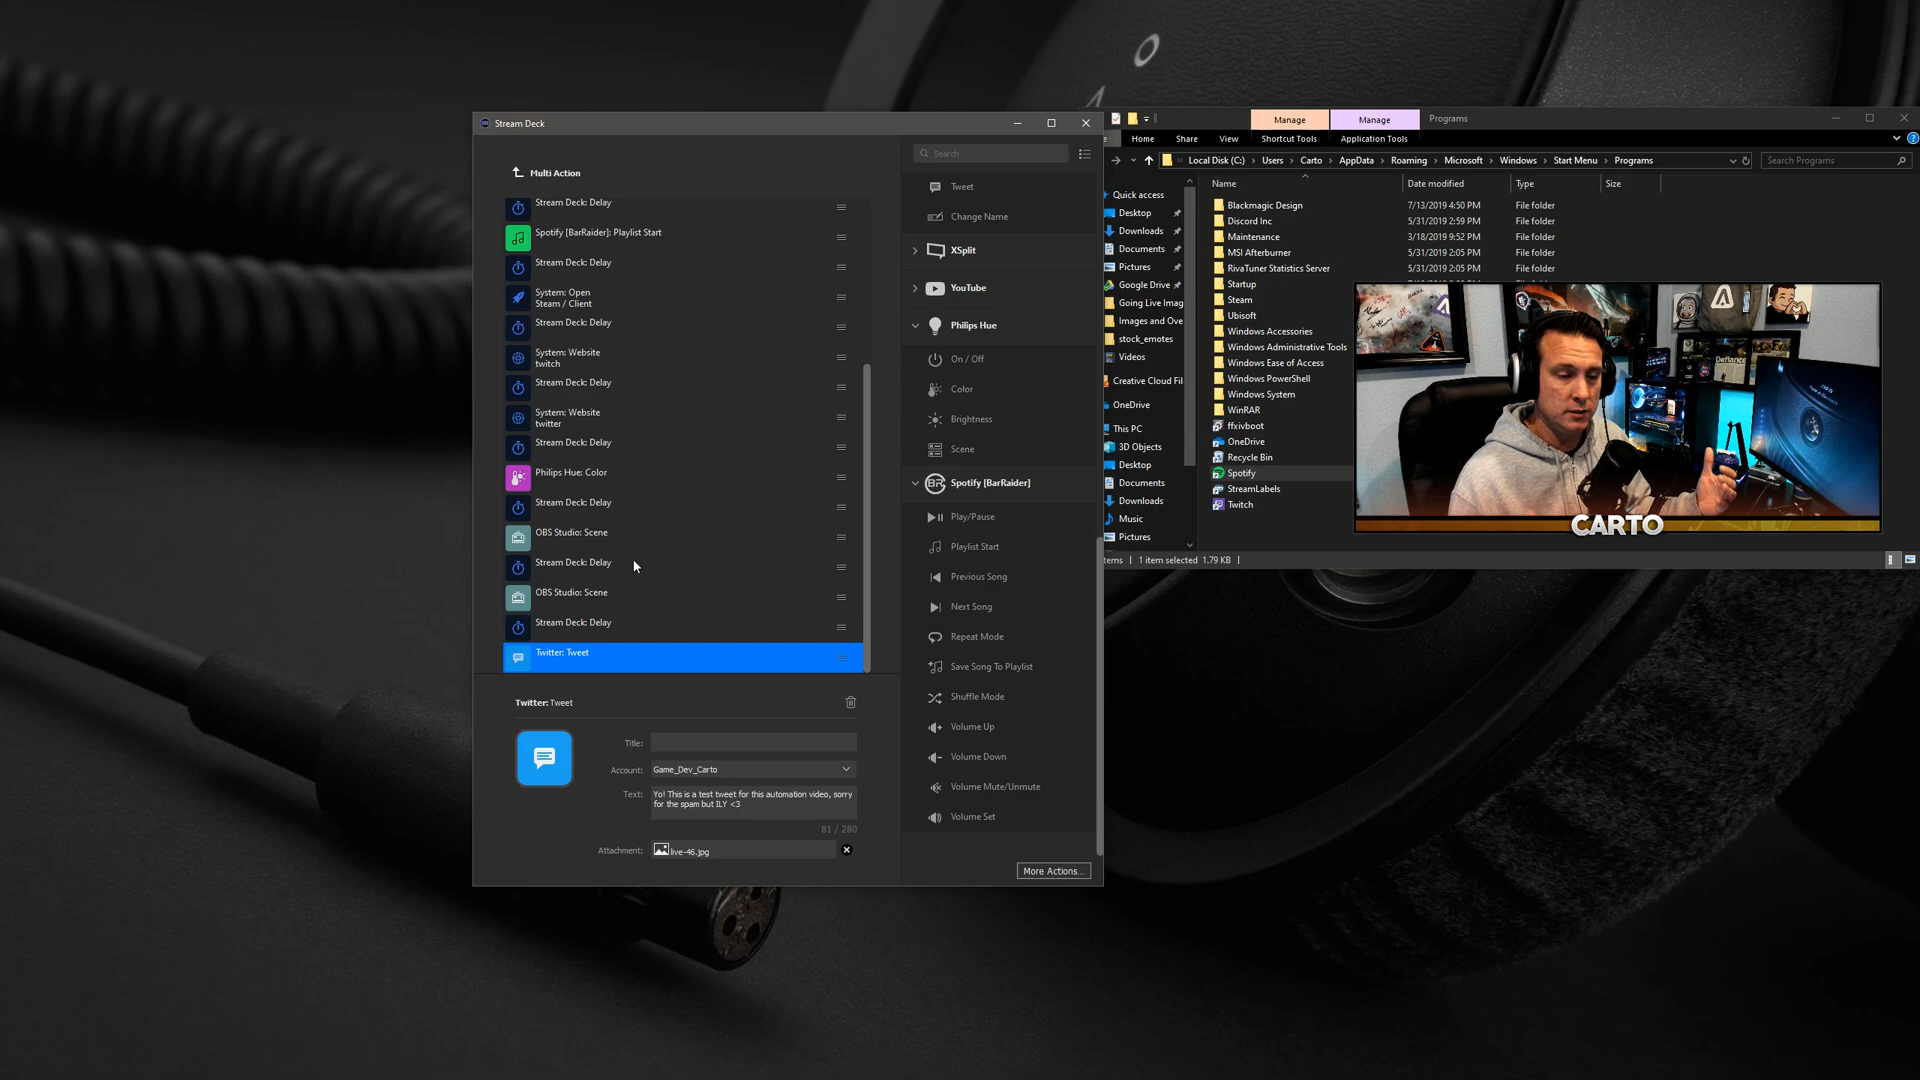 Stream Deck
Multi Action
Stream Deck: Delay
Spotify [BarRaider]: Playlist Start
Stream Deck: Delay
System: Open
Steam / Client
Stream Deck: Delay
System: Website
twitch
Stream Deck: Delay
System: Website
twitter
Stream Deck: Delay
Philips Hue: Color
Stream Deck: Delay
OBS Studio: Scene
Stream Deck: Delay
OBS Studio: Scene
Stream Deck: Delay
Twitter: Tweet
Twitter: Tweet
Title:
Account: Game_Dev_Carto
Text: Yo! This is a test tweet for this automation video, sorry
for the spam but ILY <3
81 / 280
Attachment: live-46.jpg
Search
Tweet
Change Name
XSplit
YouTube
Philips Hue
On / Off
Color
Brightness
Scene
Spotify [BarRaider]
Play/Pause
Playlist Start
Previous Song
Next Song
Repeat Mode
Save Song To Playlist
Shuffle Mode
Volume Up
Volume Down
Volume Mute/Unmute
Volume Set
More Actions...
Manage Manage Programs
Home Share View Shortcut Tools Application Tools
Local Disk (C:) Users Carto AppData Roaming Microsoft Windows Start Menu Programs
Search Programs
Quick access
Desktop
Downloads
Documents
Pictures
Google Drive
Going Live Imag
Images and Ove
stock_emotes
Videos
Creative Cloud Fil
OneDrive
This PC
3D Objects
Desktop
Documents
Downloads
Music
Pictures
Name Date modified Type Size
Blackmagic Design 7/13/2019 4:50 PM File folder
Discord Inc 5/31/2019 2:59 PM File folder
Maintenance 3/18/2019 9:52 PM File folder
MSI Afterburner 5/31/2019 2:05 PM File folder
RivaTuner Statistics Server 5/31/2019 2:05 PM File folder
Startup
Steam
Ubisoft
Windows Accessories
Windows Administrative Tools
Windows Ease of Access
Windows PowerShell
Windows System
WinRAR
ffxivboot
OneDrive
Recycle Bin
Spotify
StreamLabels
Twitch
1 item selected 1.79 KB
Defiance
CARTO